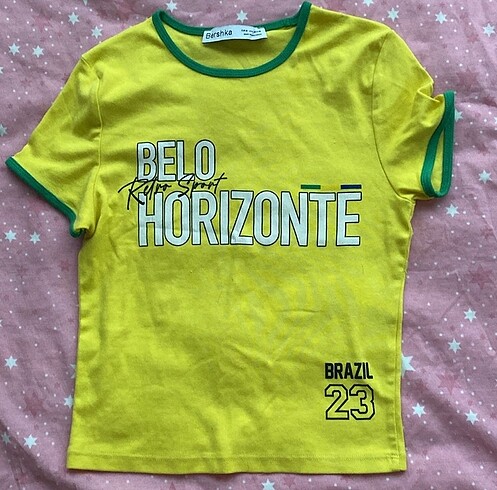 Bershka
BELO
Retro Sport
HORIZONTE
BRAZIL
23